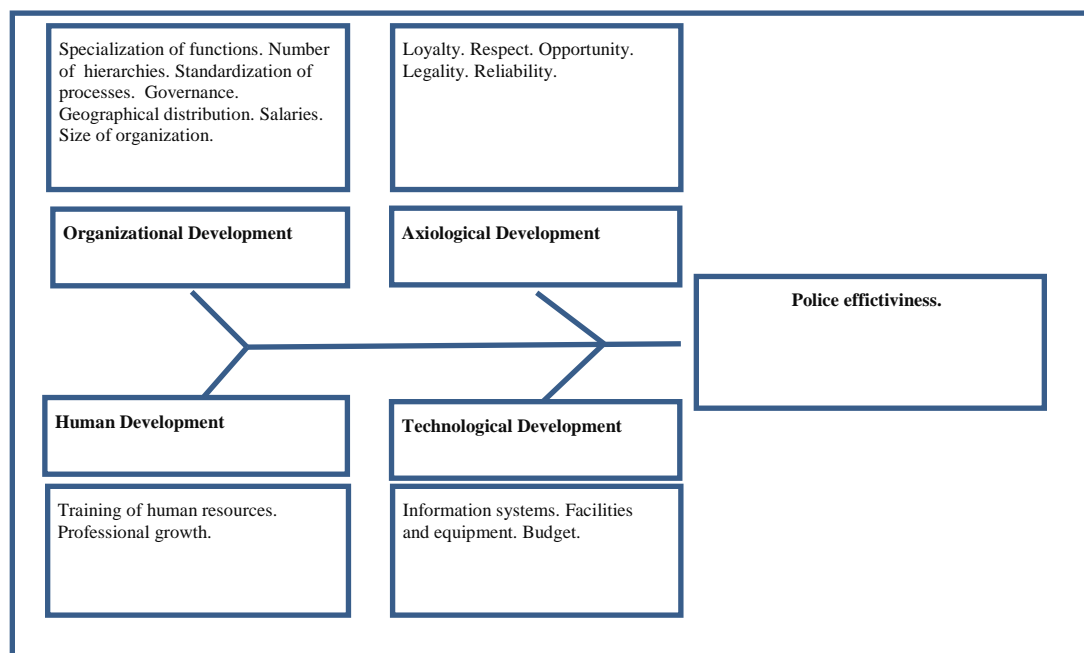 Specialization of functions. Number
of hierarchies. Standardization of
processes. Governance.
Geographical distribution. Salaries.
Size of organization.
Loyalty. Respect. Opportunity.
Legality. Reliability.
Organizational Development
Axiological Development
Police effictiviness.
Human Development
Technological Development
Training of human resources.
Professional growth.
Information systems. Facilities
and equipment. Budget.